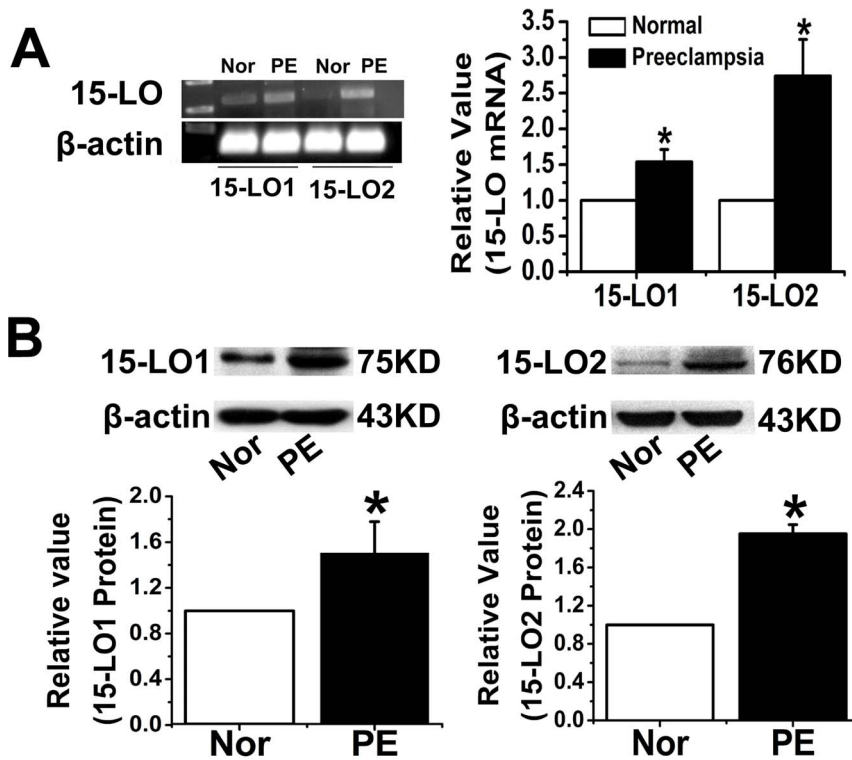 A
Nor PE Nor PE
15-LO
β-actin
15-LO1 15-LO2
Relative Value
(15-LO mRNA)
3.5
3.0
2.5
2.0
1.5
1.0
0.5
0.0
Normal
Preeclampsia
*
*
15-LO1 15-LO2
B
15-LO1 75KD
β-actin 43KD
Nor PE
Relative value
(15-LO1 Protein)
2.0
1.6
1.2
0.8
0.4
0.0
*
Nor PE
15-LO2 76KD
β-actin 43KD
Nor PE
Relative Value
(15-LO2 Protein)
2.4
2.0
1.6
1.2
0.8
0.4
0.0
*
Nor PE